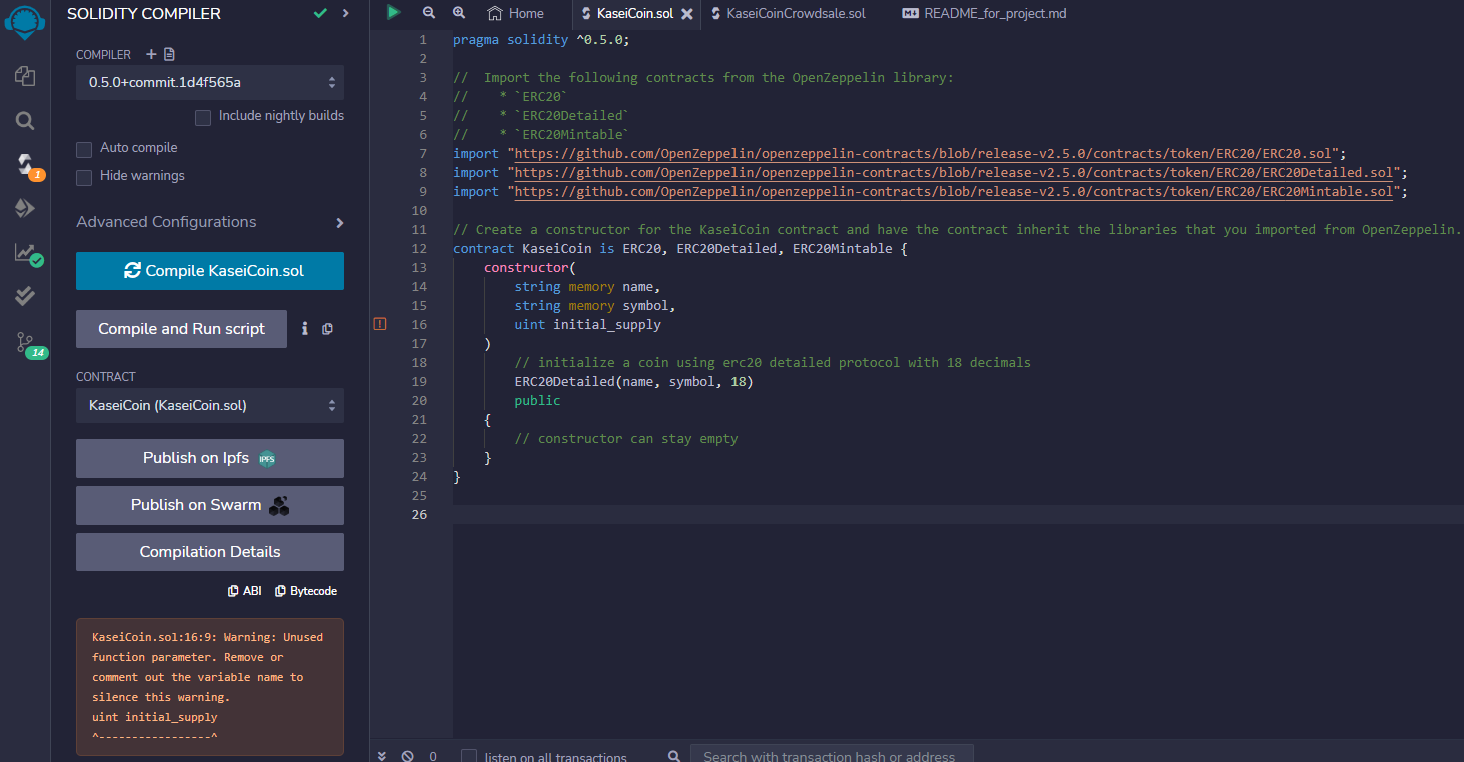 SOLIDITY COMPILER
COMPILER
0.5.0+commit.1d4f565a
Include nightly builds
Auto compile
Hide warnings
1
Advanced Configurations
Compile KaseiCoin.sol
Compile and Run script
14
CONTRACT
KaseiCoin (KaseiCoin.sol)
Publish on Ipfs IPFS
Publish on Swarm
Compilation Details
ABI Bytecode
KaseiCoin.sol:16:9: Warning: Unused
function parameter. Remove or
comment out the variable name to
silence this warning.
uint initial_supply
^-----------------^
Home KaseiCoin.sol KaseiCoinCrowdsale.sol README_for_project.md
1 pragma solidity ^0.5.0;
2
3 //  Import the following contracts from the OpenZeppelin library:
4 //    * `ERC20`
5 //    * `ERC20Detailed`
6 //    * `ERC20Mintable`
7 import "https://github.com/OpenZeppelin/openzeppelin-contracts/blob/release-v2.5.0/contracts/token/ERC20/ERC20.sol";
8 import "https://github.com/OpenZeppelin/openzeppelin-contracts/blob/release-v2.5.0/contracts/token/ERC20/ERC20Detailed.sol";
9 import "https://github.com/OpenZeppelin/openzeppelin-contracts/blob/release-v2.5.0/contracts/token/ERC20/ERC20Mintable.sol";
10
11 // Create a constructor for the KaseiCoin contract and have the contract inherit the libraries that you imported from OpenZeppelin.
12 contract KaseiCoin is ERC20, ERC20Detailed, ERC20Mintable {
13     constructor(
14         string memory name,
15         string memory symbol,
16         uint initial_supply
17     )
18         // initialize a coin using erc20 detailed protocol with 18 decimals
19         ERC20Detailed(name, symbol, 18)
20         public
21     {
22         // constructor can stay empty
23     }
24 }
25
26
0 listen on all transactions Search with transaction hash or address